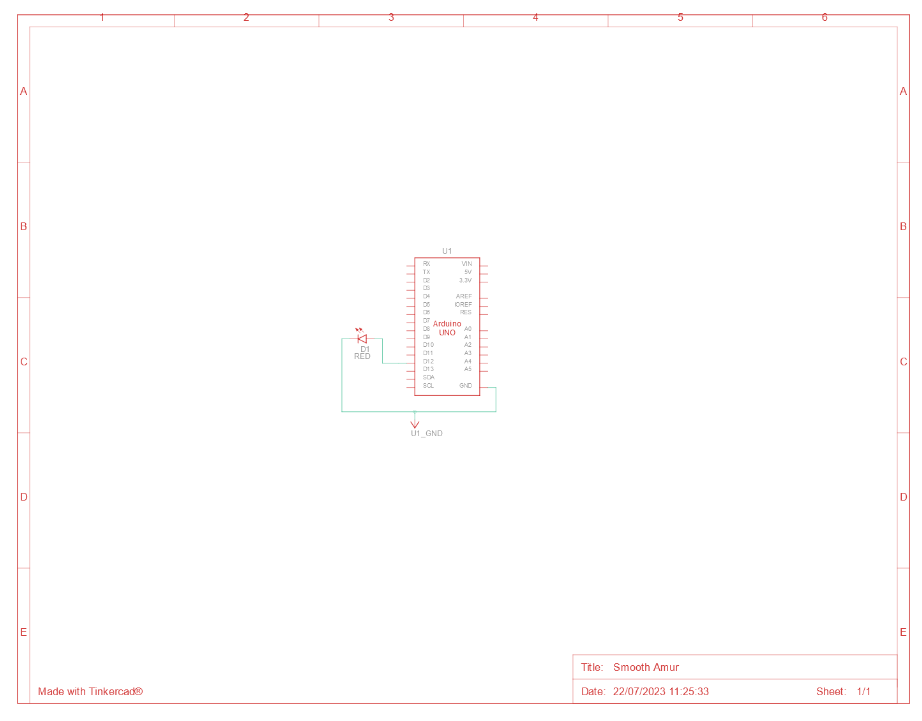 1 2 3 4 5 6
A A
B B
U1
RX VIN
TX 5V
D2 3.3V
D3
D4 AREF
D5 IOREF
D6 RES
D7
Arduino
UNO
D8 A0
D9 A1
D10 A2
D11 A3
D12 A4
D13 A5
SDA
SCL GND
D1
RED
C C
U1_GND
D D
E E
Title: Smooth Amur
Made with Tinkercad®
Date: 22/07/2023 11:25:33 Sheet: 1/1